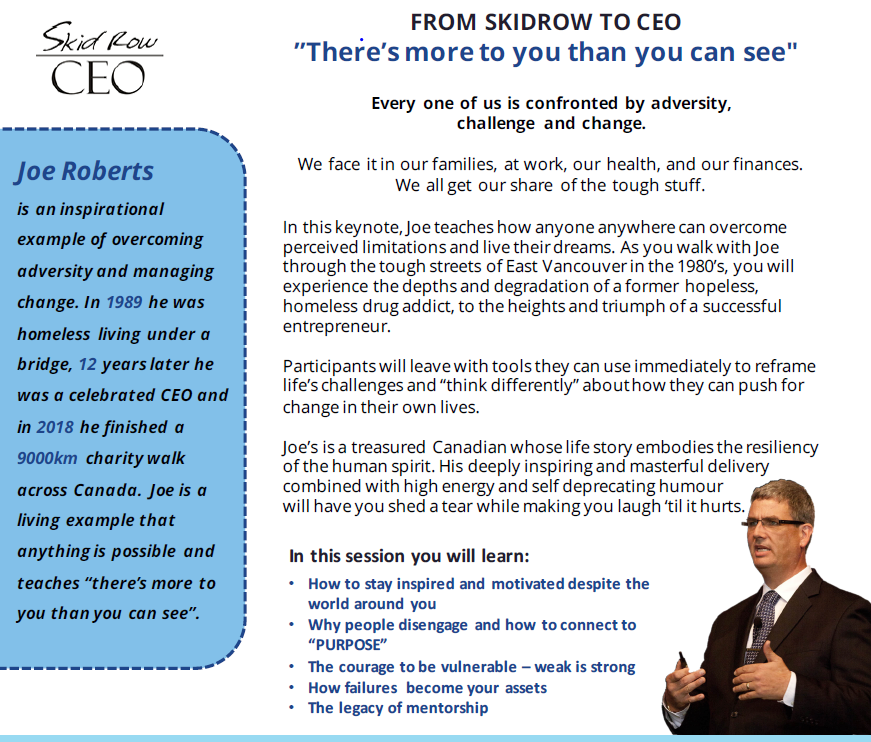 Skid Row
CEO
FROM SKIDROW TO CEO
”There’s more to you than you can see"
Every one of us is confronted by adversity,
challenge and change.
We face it in our families, at work, our health, and our finances.
We all get our share of the tough stuff.
In this keynote, Joe teaches how anyone anywhere can overcome
perceived limitations and live their dreams. As you walk with Joe
through the tough streets of East Vancouver in the 1980’s, you will
experience the depths and degradation of a former hopeless,
homeless drug addict, to the heights and triumph of a successful
entrepreneur.
Participants will leave with tools they can use immediately to reframe
life’s challenges and “think differently” about how they can push for
change in their own lives.
Joe’s is a treasured Canadian whose life story embodies the resiliency
of the human spirit. His deeply inspiring and masterful delivery
combined with high energy and self deprecating humour
will have you shed a tear while making you laugh ‘til it hurts.
In this session you will learn:
• How to stay inspired and motivated despite the
world around you
• Why people disengage and how to connect to
“PURPOSE”
• The courage to be vulnerable – weak is strong
• How failures become your assets
• The legacy of mentorship
Joe Roberts
is an inspirational
example of overcoming
adversity and managing
change. In 1989 he was
homeless living under a
bridge, 12 years later he
was a celebrated CEO and
in 2018 he finished a
9000km charity walk
across Canada. Joe is a
living example that
anything is possible and
teaches “there’s more to
you than you can see”.